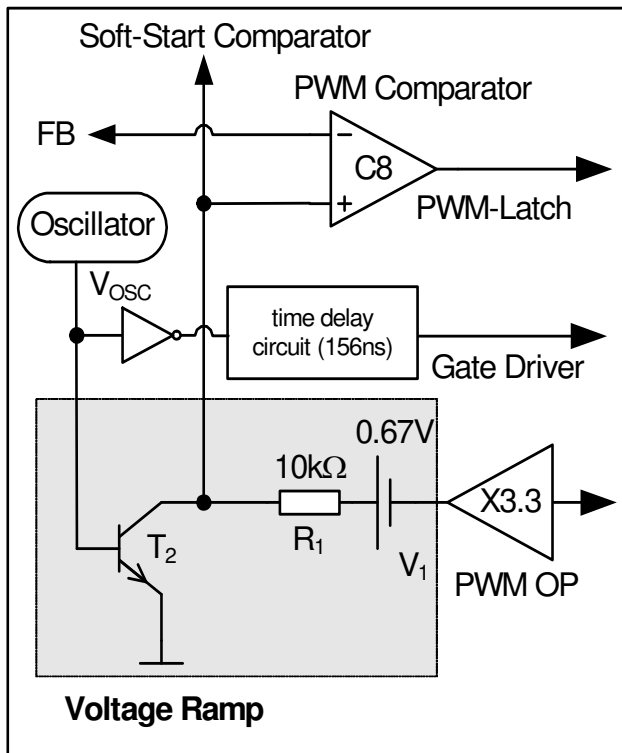 Soft-Start Comparator
PWM Comparator
FB
C8
PWM-Latch
Oscillator
VOSC
time delay
circuit (156ns)
Gate Driver
0.67V
10kΩ
X3.3
R1
T2
V1
PWM OP
Voltage Ramp